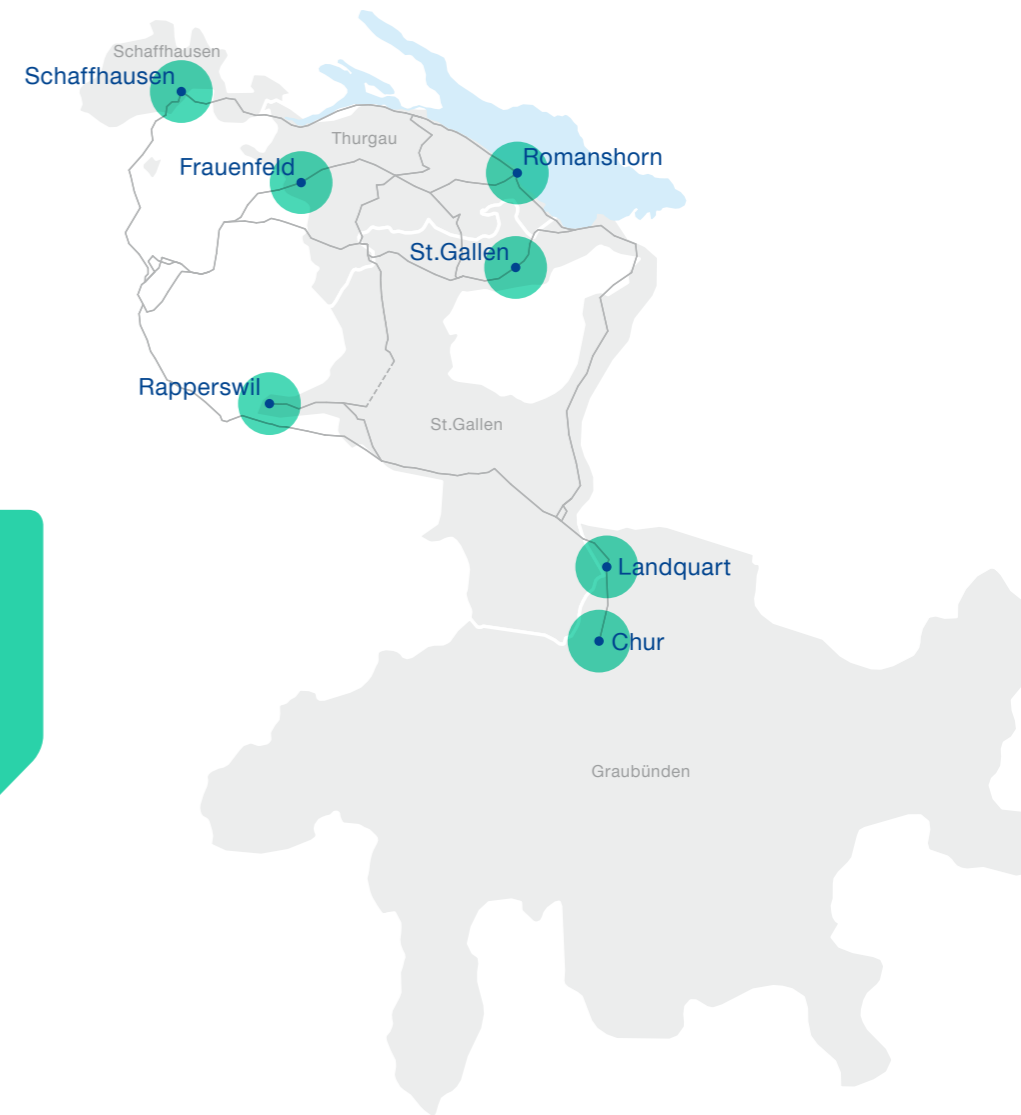 Schaffhausen
Schaffhausen
Thurgau
Romanshorn
Frauenfeld
St.Gallen
Rapperswil
St.Gallen
Landquart
Chur
Graubünden